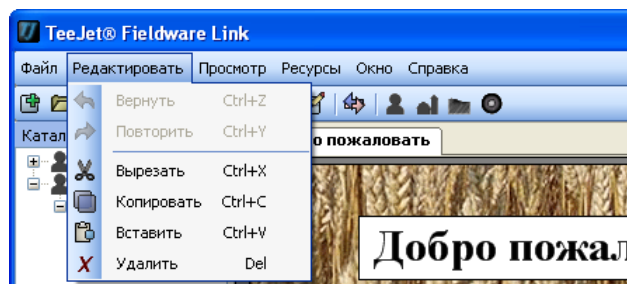 TeeJet® Fieldware Link
Файл Редактировать Просмотр Ресурсы Окно Справка
Вернуть Ctrl+Z
Повторить Ctrl+Y
Вырезать Ctrl+X
Копировать Ctrl+C
Вставить Ctrl+V
Удалить Del
Катал
о пожаловать
Добро пожал